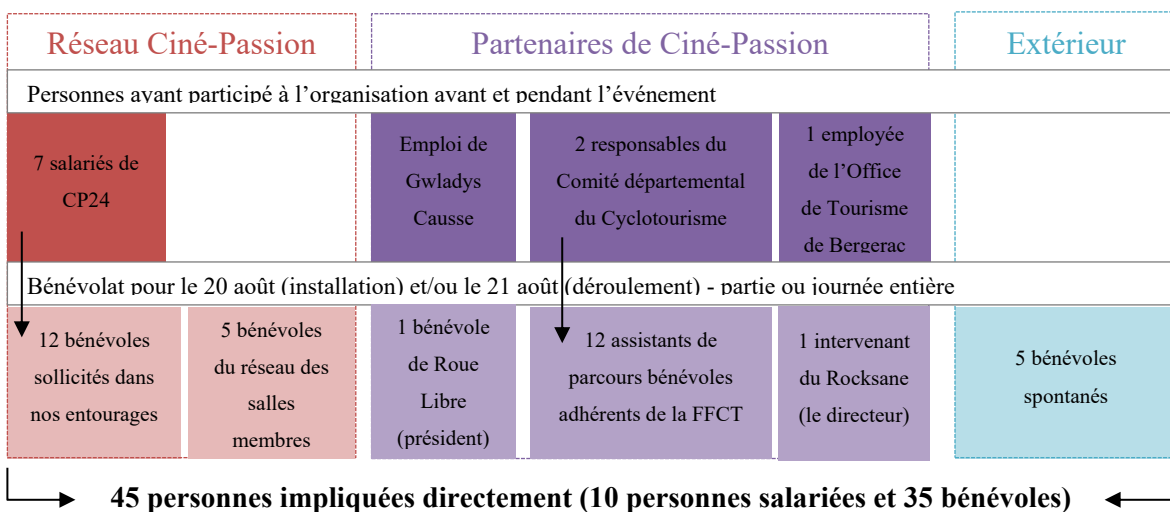 Réseau Ciné-Passion
Partenaires de Ciné-Passion
Extérieur
Personnes ayant participé à l’organisation avant et pendant l’événement
7 salariés de
CP24
Emploi de
Gwladys
Causse
2 responsables du
Comité départemental
du Cyclotourisme
1 employée
de l’Office
de Tourisme
de Bergerac
Bénévolat pour le 20 août (installation) et/ou le 21 août (déroulement) - partie ou journée entière
12 bénévoles
sollicités dans
nos entourages
5 bénévoles
du réseau des
salles
membres
1 bénévole
de Roue
Libre
(président)
12 assistants de
parcours bénévoles
adhérents de la FFCT
1 intervenant
du Rocksane
(le directeur)
5 bénévoles
spontanés
45 personnes impliquées directement (10 personnes salariées et 35 bénévoles)